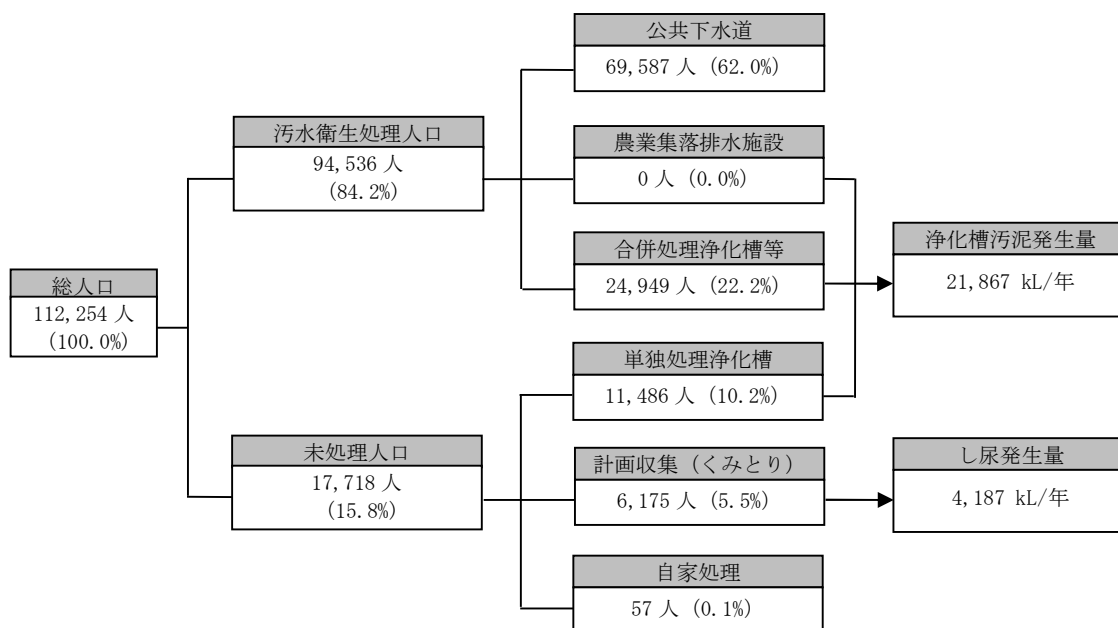 総人口
112,254 人
(100.0%)
汚水衛生処理人口
94,536 人
(84.2%)
未処理人口
17,718 人
(15.8%)
公共下水道
69,587 人 (62.0%)
農業集落排水施設
0 人 (0.0%)
合併処理浄化槽等
24,949 人 (22.2%)
単独処理浄化槽
11,486 人 (10.2%)
計画収集（くみとり）
6,175 人 (5.5%)
自家処理
57 人 (0.1%)
浄化槽汚泥発生量
21,867 kL/年
し尿発生量
4,187 kL/年